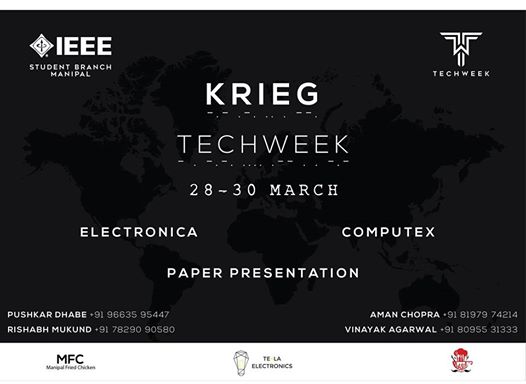 IEEE
STUDENT BRANCH
MANIPAL
TECHWEEK
KRIEG
-.- .-. .. . --.
TECHWEEK
- . -.-. .... .-- . . -.-
28~30 MARCH
ELECTRONICA COMPUTEX
PAPER PRESENTATION
PUSHKAR DHABE +91 96635 95447
RISHABH MUKUND +91 78290 90580
AMAN CHOPRA +91 81979 74214
VINAYAK AGARWAL +91 80955 31333
MFC
Manipal Fried Chicken
TESLA
ELECTRONICS